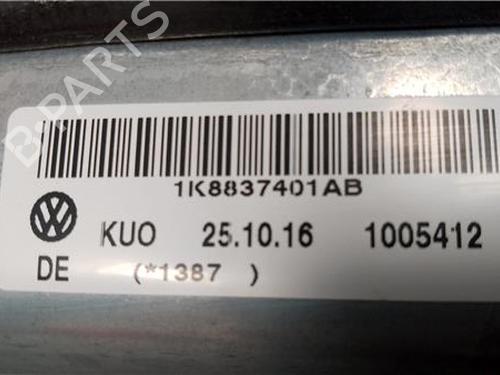 B-PARTS
1K8837401AB
KUO 25.10.16 1005412
DE (*1387 )